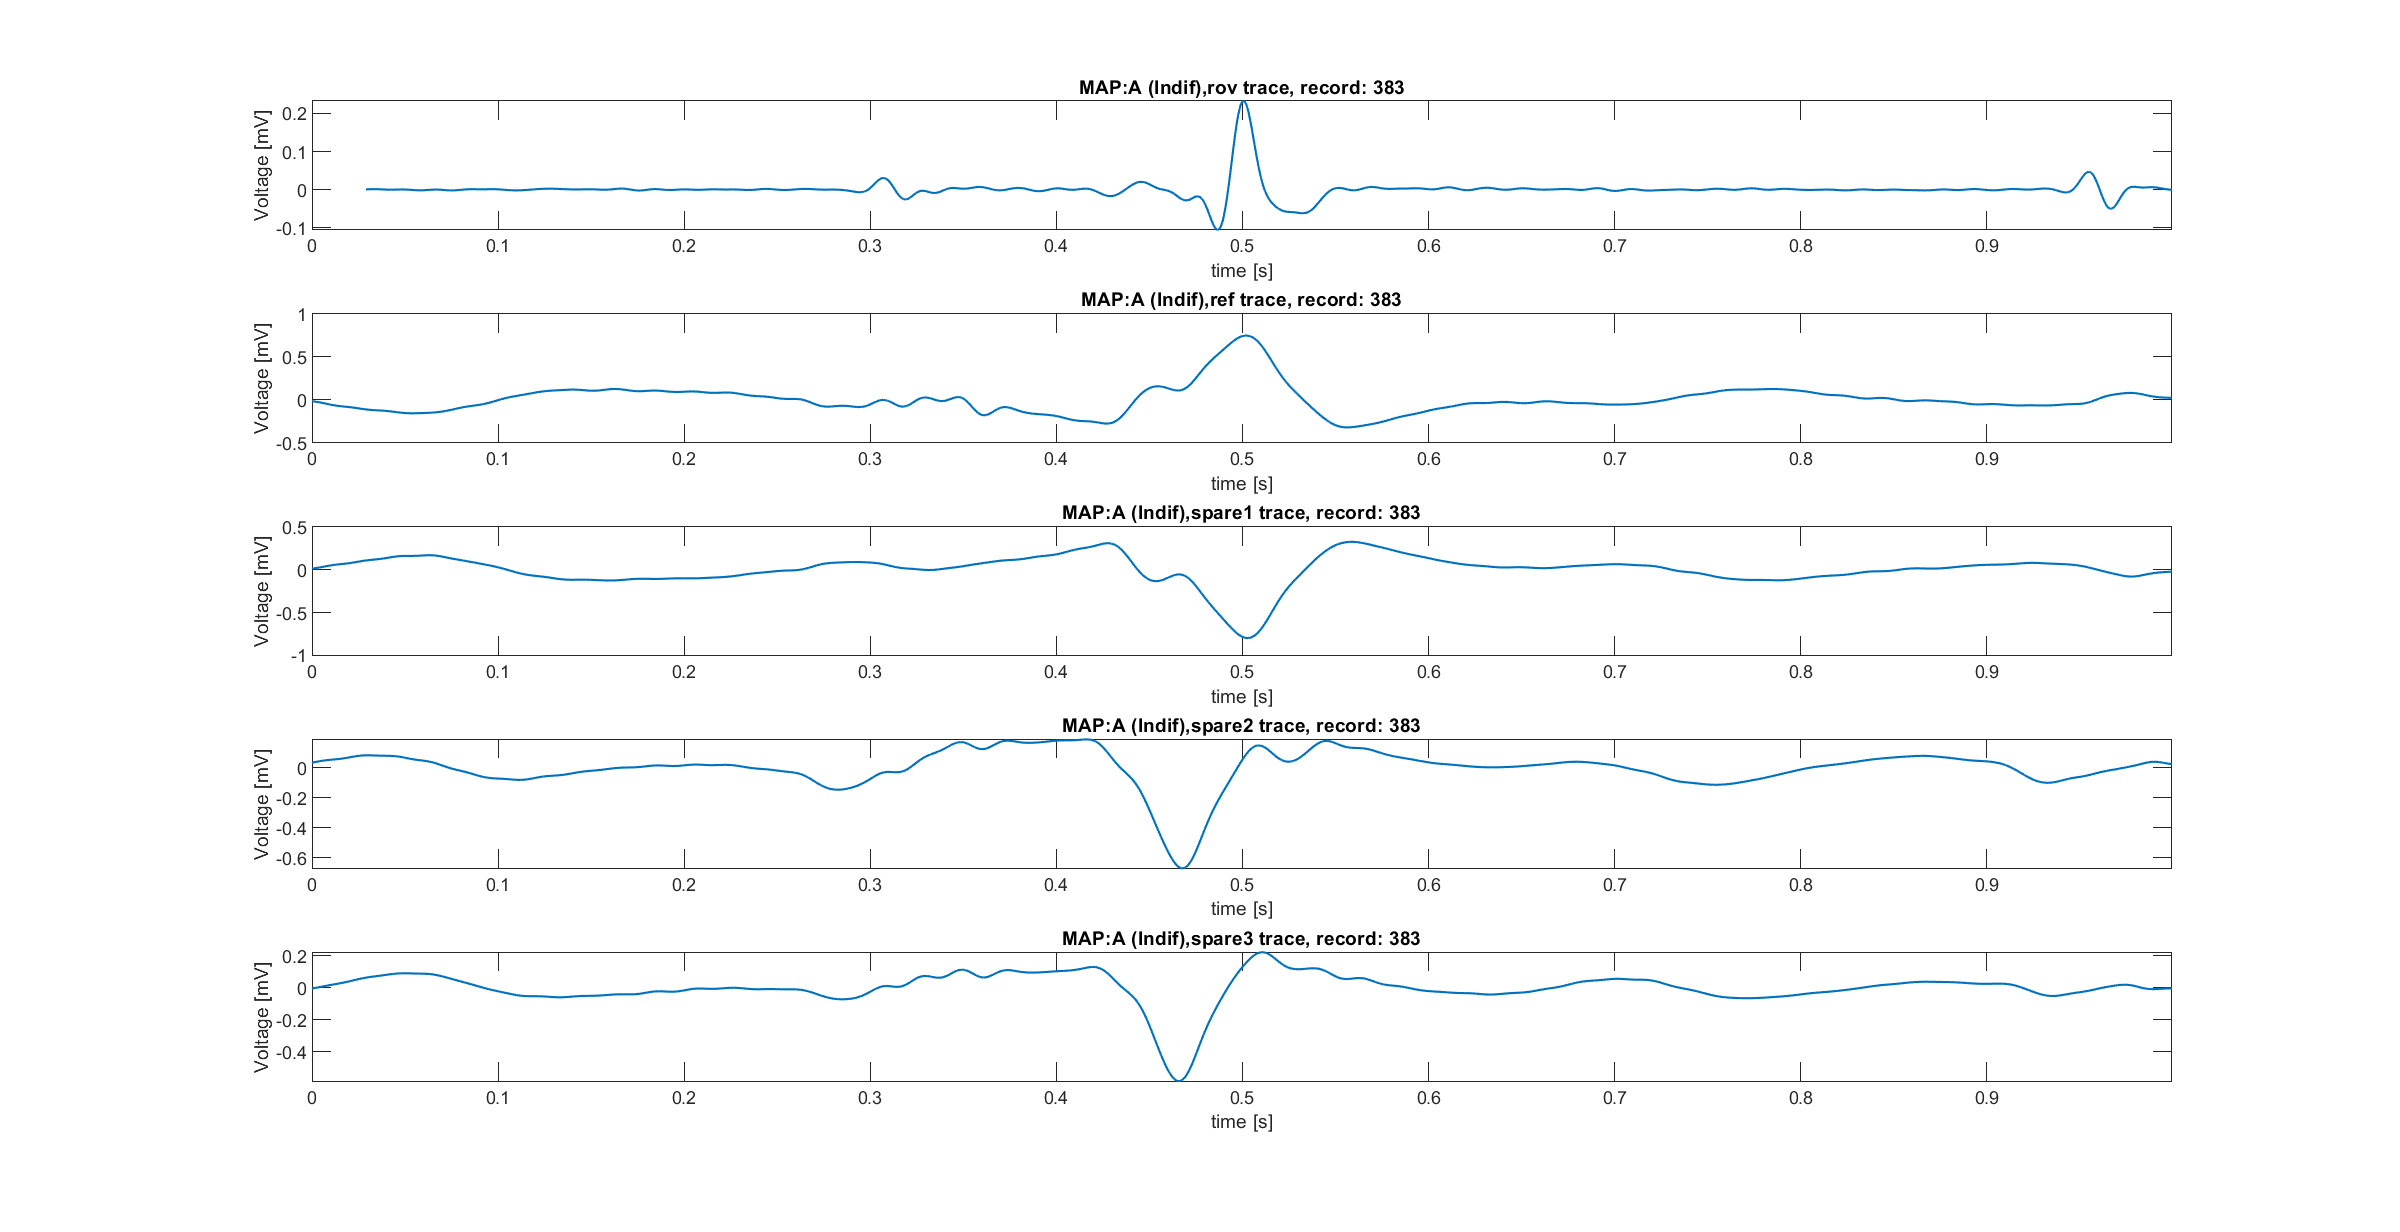 MAP:A (Indif),rov trace, record: 383
Voltage [mV]
0.2
0.1
0
-0.1
0 0.1 0.2 0.3 0.4 0.5 0.6 0.7 0.8 0.9
time [s]
MAP:A (Indif),ref trace, record: 383
Voltage [mV]
1
0.5
0
-0.5
0 0.1 0.2 0.3 0.4 0.5 0.6 0.7 0.8 0.9
time [s]
MAP:A (Indif),spare1 trace, record: 383
Voltage [mV]
0.5
0
-0.5
-1
0 0.1 0.2 0.3 0.4 0.5 0.6 0.7 0.8 0.9
time [s]
MAP:A (Indif),spare2 trace, record: 383
Voltage [mV]
0
-0.2
-0.4
-0.6
0 0.1 0.2 0.3 0.4 0.5 0.6 0.7 0.8 0.9
time [s]
MAP:A (Indif),spare3 trace, record: 383
Voltage [mV]
0.2
0
-0.2
-0.4
0 0.1 0.2 0.3 0.4 0.5 0.6 0.7 0.8 0.9
time [s]